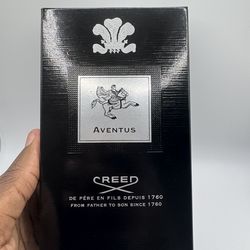 AVENTUS
CREED
DE PÈRE EN FILS DEPUIS 1760
FROM FATHER TO SON SINCE 1760